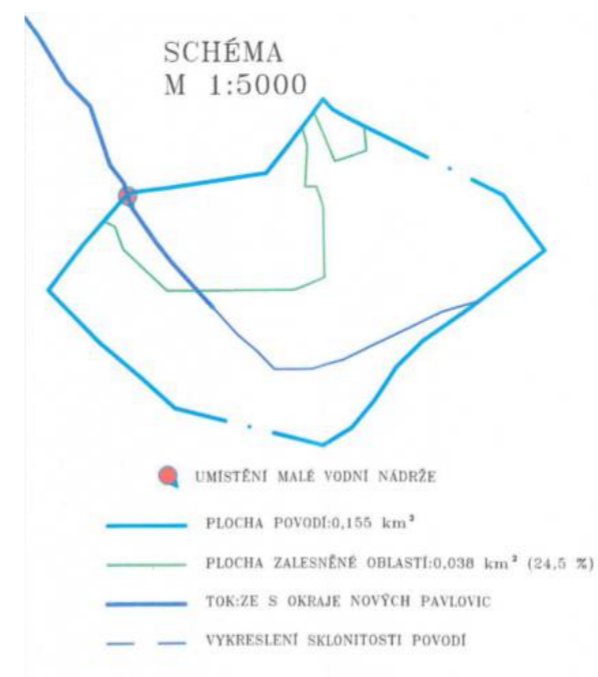 SCHÉMA
M 1:5000
UMÍSTĚNÍ MALÉ VODNÍ NÁDRŽE
PLOCHA POVODÍ:0,155 km²
PLOCHA ZALESNĚNÉ OBLASTÍ:0,038 km² (24,5 %)
TOK:ZE S OKRAJE NOVÝCH PAVLOVIC
VYKRESLENÍ SKLONITOSTI POVODÍ